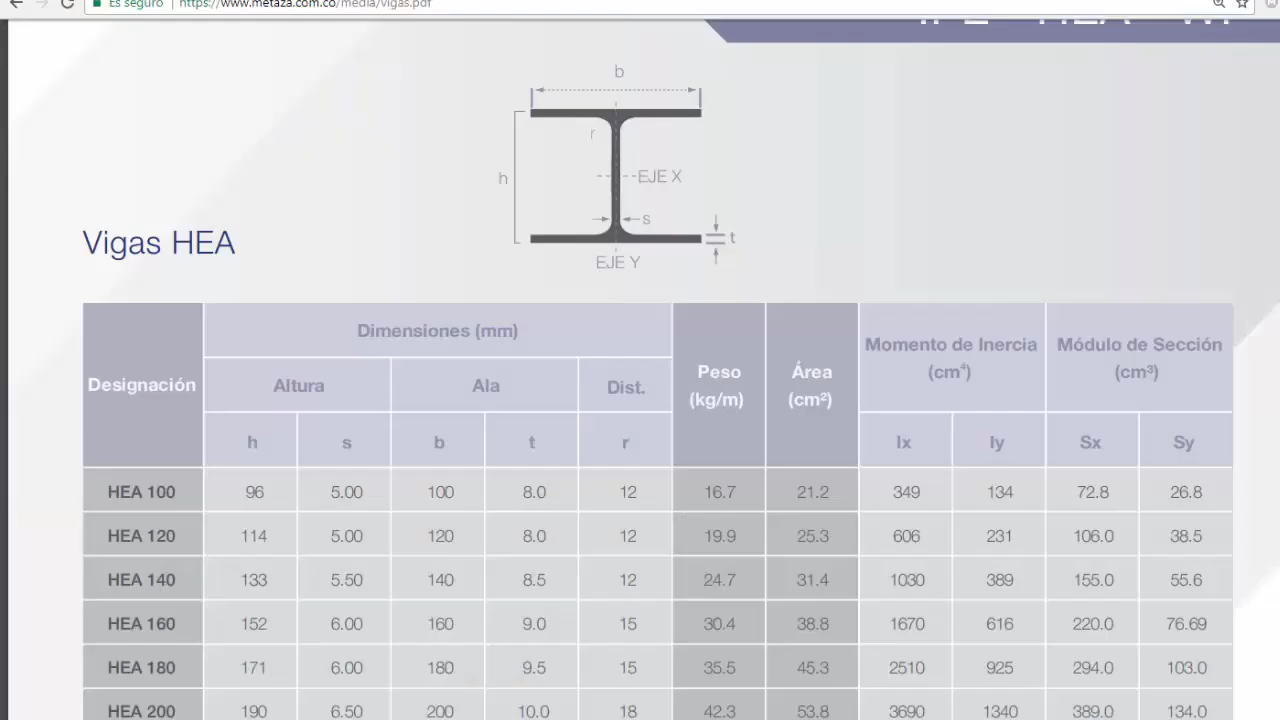 Es seguro | https://www.metaza.com.co/media/vigas.pdf
IPE - HEA - WF
b
r
h
EJE X
s
t
EJE Y
Vigas HEA
Designación Dimensiones (mm) Peso (kg/m) Área (cm²) Momento de Inercia (cm⁴) Módulo de Sección (cm³)
Altura Ala Dist.
h s b t r Ix Iy Sx Sy
HEA 100 96 5.00 100 8.0 12 16.7 21.2 349 134 72.8 26.8
HEA 120 114 5.00 120 8.0 12 19.9 25.3 606 231 106.0 38.5
HEA 140 133 5.50 140 8.5 12 24.7 31.4 1030 389 155.0 55.6
HEA 160 152 6.00 160 9.0 15 30.4 38.8 1670 616 220.0 76.69
HEA 180 171 6.00 180 9.5 15 35.5 45.3 2510 925 294.0 103.0
HEA 200 190 6.50 200 10.0 18 42.3 53.8 3690 1340 389.0 134.0